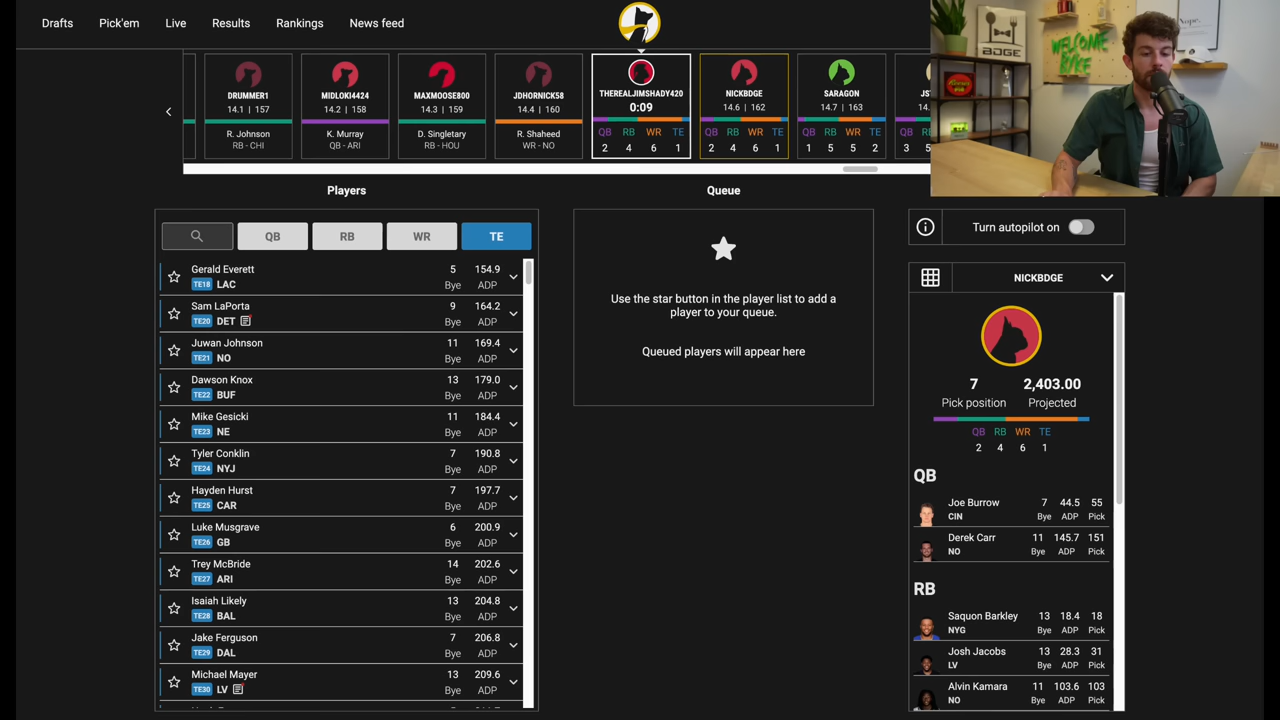 Drafts Pick'em Live Results Rankings News feed
DRUMMER1
14.1 | 157
R. Johnson
RB - CHI
MIDLOKI4424
14.2 | 158
K. Murray
QB - ARI
MAXMOOSE800
14.3 | 159
D. Singletary
RB - HOU
JDHORNICK58
14.4 | 160
R. Shaheed
WR - NO
THEREALJIMSHADY420
0:09
QB RB WR TE
2 4 6 1
NICKBDGE
14.6 | 162
QB RB WR TE
2 4 6 1
SARAGON
14.7 | 163
QB RB WR TE
1 5 5 2
QB RB
3 5
BDGE
WELCOME
Players
QB RB WR TE
Gerald Everett 5 154.9
TE18 LAC Bye ADP
Sam LaPorta 9 164.2
TE20 DET Bye ADP
Juwan Johnson 11 169.4
TE21 NO Bye ADP
Dawson Knox 13 179.0
TE22 BUF Bye ADP
Mike Gesicki 11 184.4
TE23 NE Bye ADP
Tyler Conklin 7 190.8
TE24 NYJ Bye ADP
Hayden Hurst 7 197.7
TE25 CAR Bye ADP
Luke Musgrave 6 200.9
TE26 GB Bye ADP
Trey McBride 14 202.6
TE27 ARI Bye ADP
Isaiah Likely 13 204.8
TE28 BAL Bye ADP
Jake Ferguson 7 206.8
TE29 DAL Bye ADP
Michael Mayer 13 209.6
TE30 LV Bye ADP
Queue
Use the star button in the player list to add a
player to your queue.
Queued players will appear here
Turn autopilot on
NICKBDGE
7 2,403.00
Pick position Projected
QB RB WR TE
2 4 6 1
QB
Joe Burrow 7 44.5 55
CIN Bye ADP Pick
Derek Carr 11 145.7 151
NO Bye ADP Pick
RB
Saquon Barkley 13 18.4 18
NYG Bye ADP Pick
Josh Jacobs 13 28.3 31
LV Bye ADP Pick
Alvin Kamara 11 103.6 103
NO Bye ADP Pick